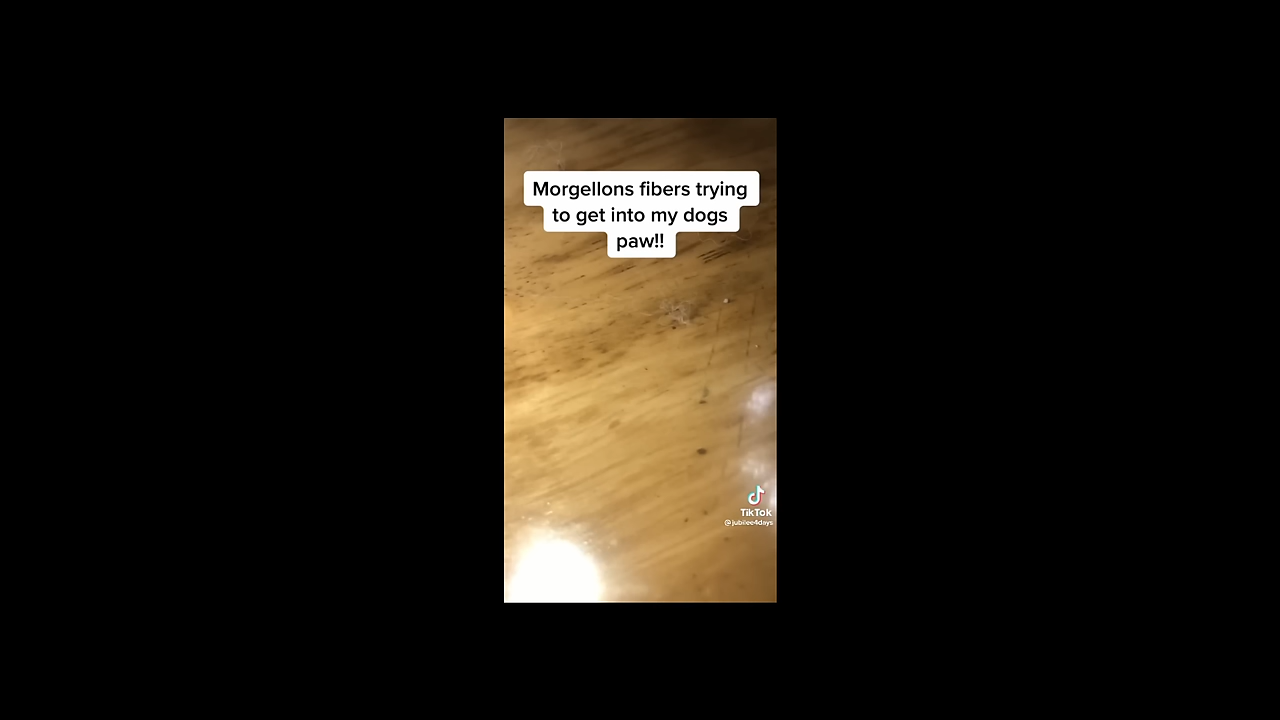 Morgellons fibers trying
to get into my dogs
paw!!
TikTok
@jubilee4days